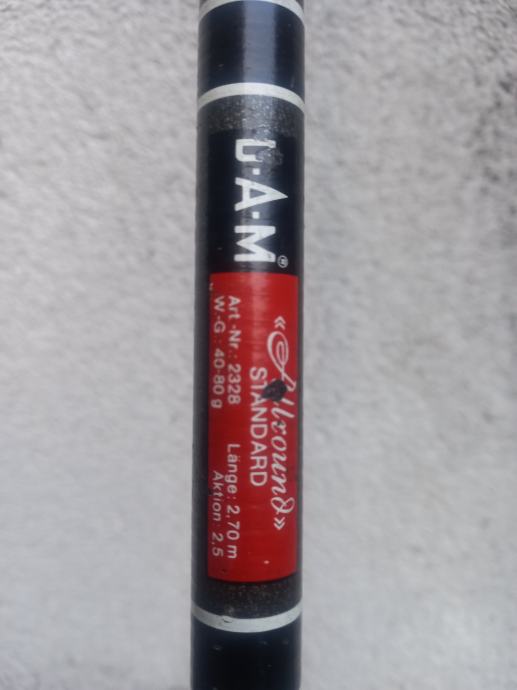 D·A·M®
«Allround»
STANDARD
Art.-Nr.: 2328 Länge: 2,70 m
W.-G.: 40-80 g Aktion: 2,5